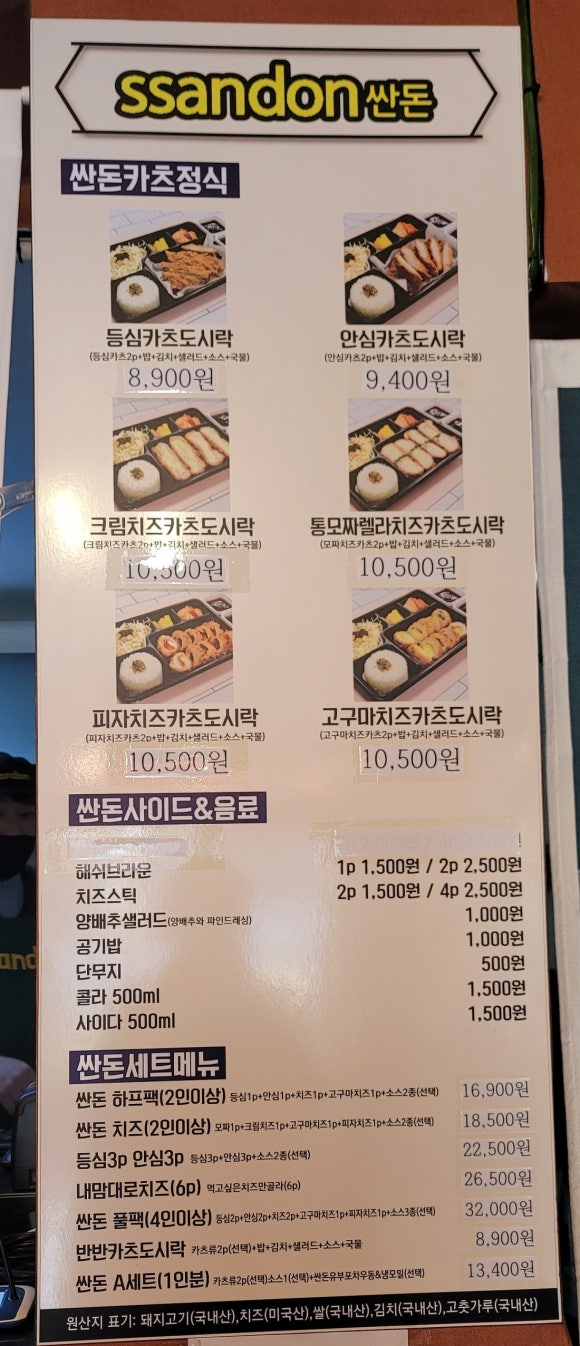 ssandon싼돈
싼돈카츠정식
등심카츠도시락
(등심카츠2p+밥+김치+샐러드+소스+국물)
8,900원
안심카츠도시락
(안심카츠2p+밥+김치+샐러드+소스+국물)
9,400원
크림치즈카츠도시락
(크림치즈카츠2p+밥+김치+샐러드+소스+국물)
10,500원
통모짜렐라치즈카츠도시락
(모짜치즈카츠2p+밥+김치+샐러드+소스+국물)
10,500원
피자치즈카츠도시락
(피자치즈카츠2p+밥+김치+샐러드+소스+국물)
10,500원
고구마치즈카츠도시락
(고구마치즈카츠2p+밥+김치+샐러드+소스+국물)
10,500원
싼돈사이드&음료
해쉬브라운 1p 1,500원 / 2p 2,500원
치즈스틱 2p 1,500원 / 4p 2,500원
양배추샐러드(양배추와 파인드레싱) 1,000원
공기밥 1,000원
단무지 500원
콜라 500ml 1,500원
사이다 500ml 1,500원
싼돈세트메뉴
싼돈 하프팩(2인이상) 등심1p+안심1p+치즈1p+고구마치즈1p+소스2종(선택) 16,900원
싼돈 치즈(2인이상) 모짜1p+크림치즈1p+고구마치즈1p+피자치즈1p+소스2종(선택) 18,500원
등심3p 안심3p 등심3p+안심3p+소스2종(선택) 22,500원
내맘대로치즈(6p) 먹고싶은치즈만골라(6p) 26,500원
싼돈 풀팩(4인이상) 등심2p+안심2p+치즈2p+고구마치즈1p+피자치즈1p+소스3종(선택) 32,000원
반반카츠도시락 카츠류2p(선택)+밥+김치+샐러드+소스+국물 8,900원
싼돈 A세트(1인분) 카츠류2p(선택)소스1(선택)+싼돈유부포차우동&냉모밀(선택) 13,400원
원산지 표기: 돼지고기(국내산),치즈(미국산),쌀(국내산),김치(국내산),고춧가루(국내산)